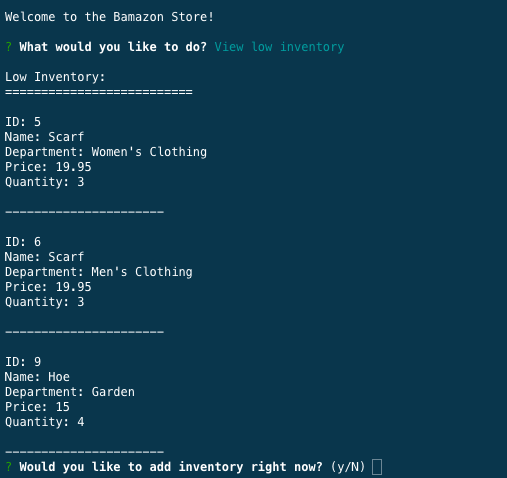 Welcome to the Bamazon Store!
? What would you like to do? View low inventory
Low Inventory:
==========================
ID: 5
Name: Scarf
Department: Women's Clothing
Price: 19.95
Quantity: 3
----------------------
ID: 6
Name: Scarf
Department: Men's Clothing
Price: 19.95
Quantity: 3
----------------------
ID: 9
Name: Hoe
Department: Garden
Price: 15
Quantity: 4
----------------------
? Would you like to add inventory right now? (y/N)